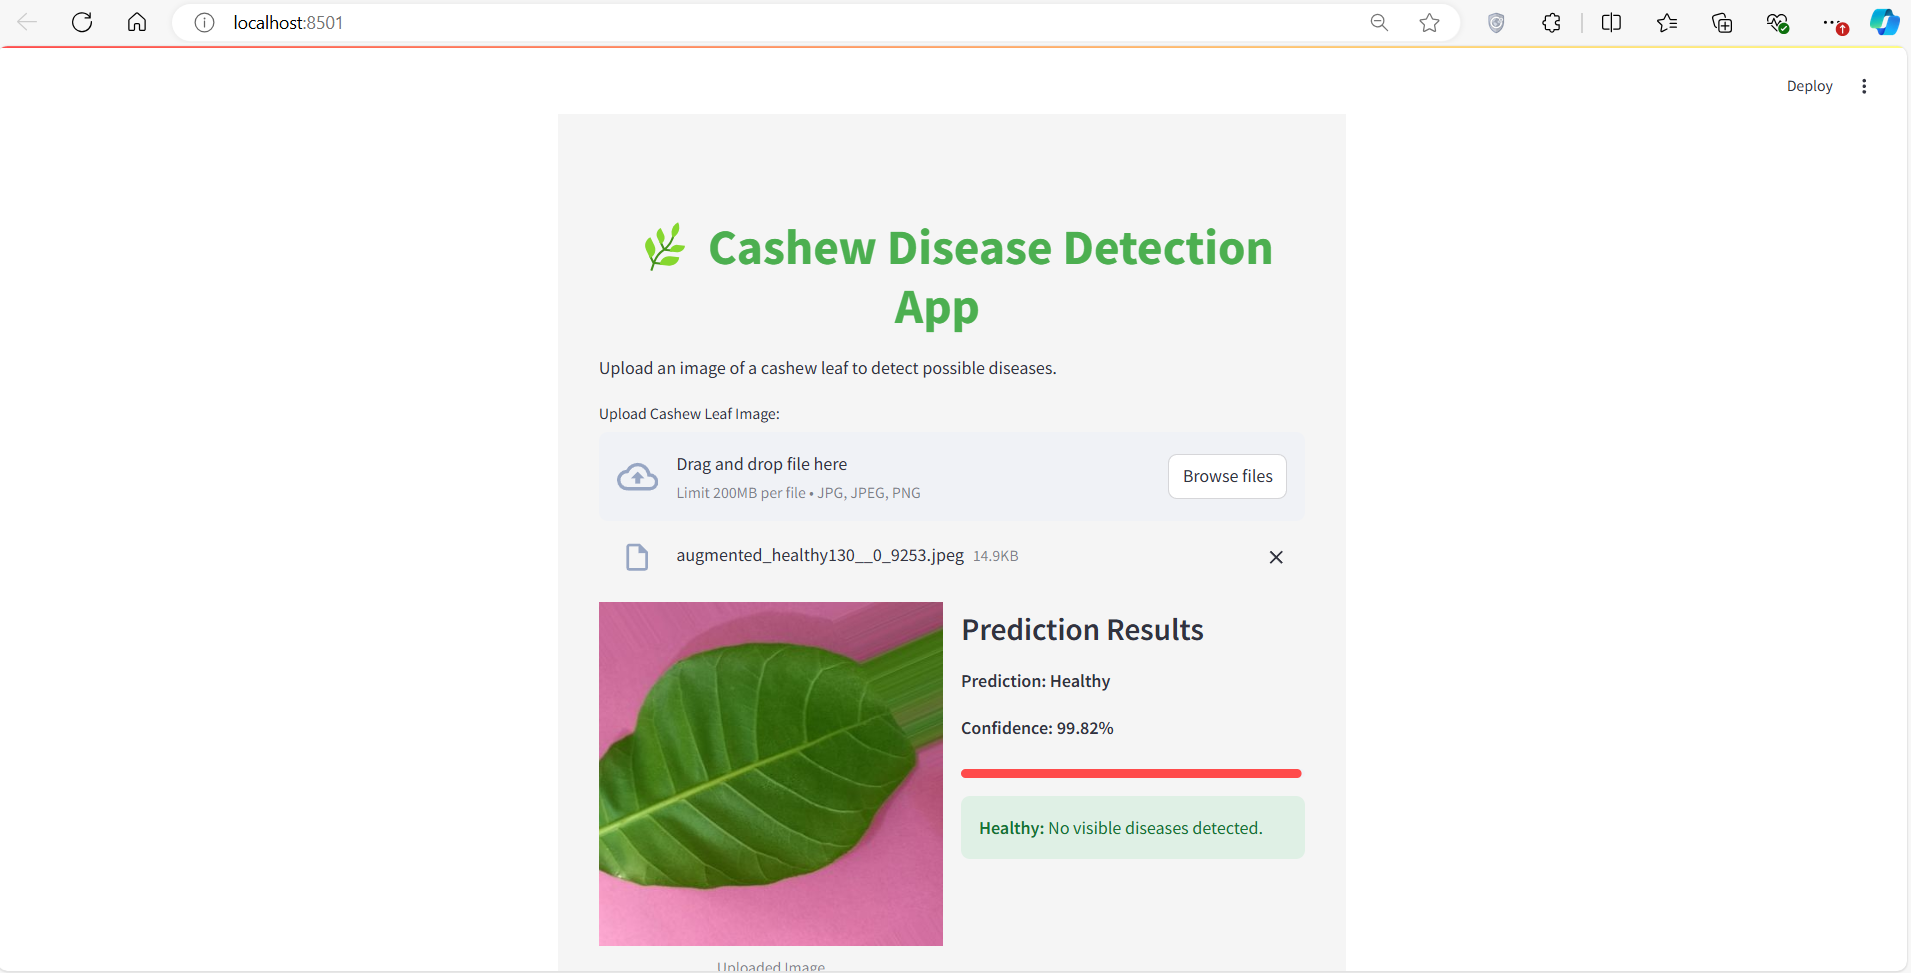 localhost:8501
Deploy
Cashew Disease Detection
App
Upload an image of a cashew leaf to detect possible diseases.
Upload Cashew Leaf Image:
Drag and drop file here
Limit 200MB per file • JPG, JPEG, PNG
Browse files
augmented_healthy130__0_9253.jpeg 14.9KB
Prediction Results
Prediction: Healthy
Confidence: 99.82%
Healthy: No visible diseases detected.
Uploaded Image